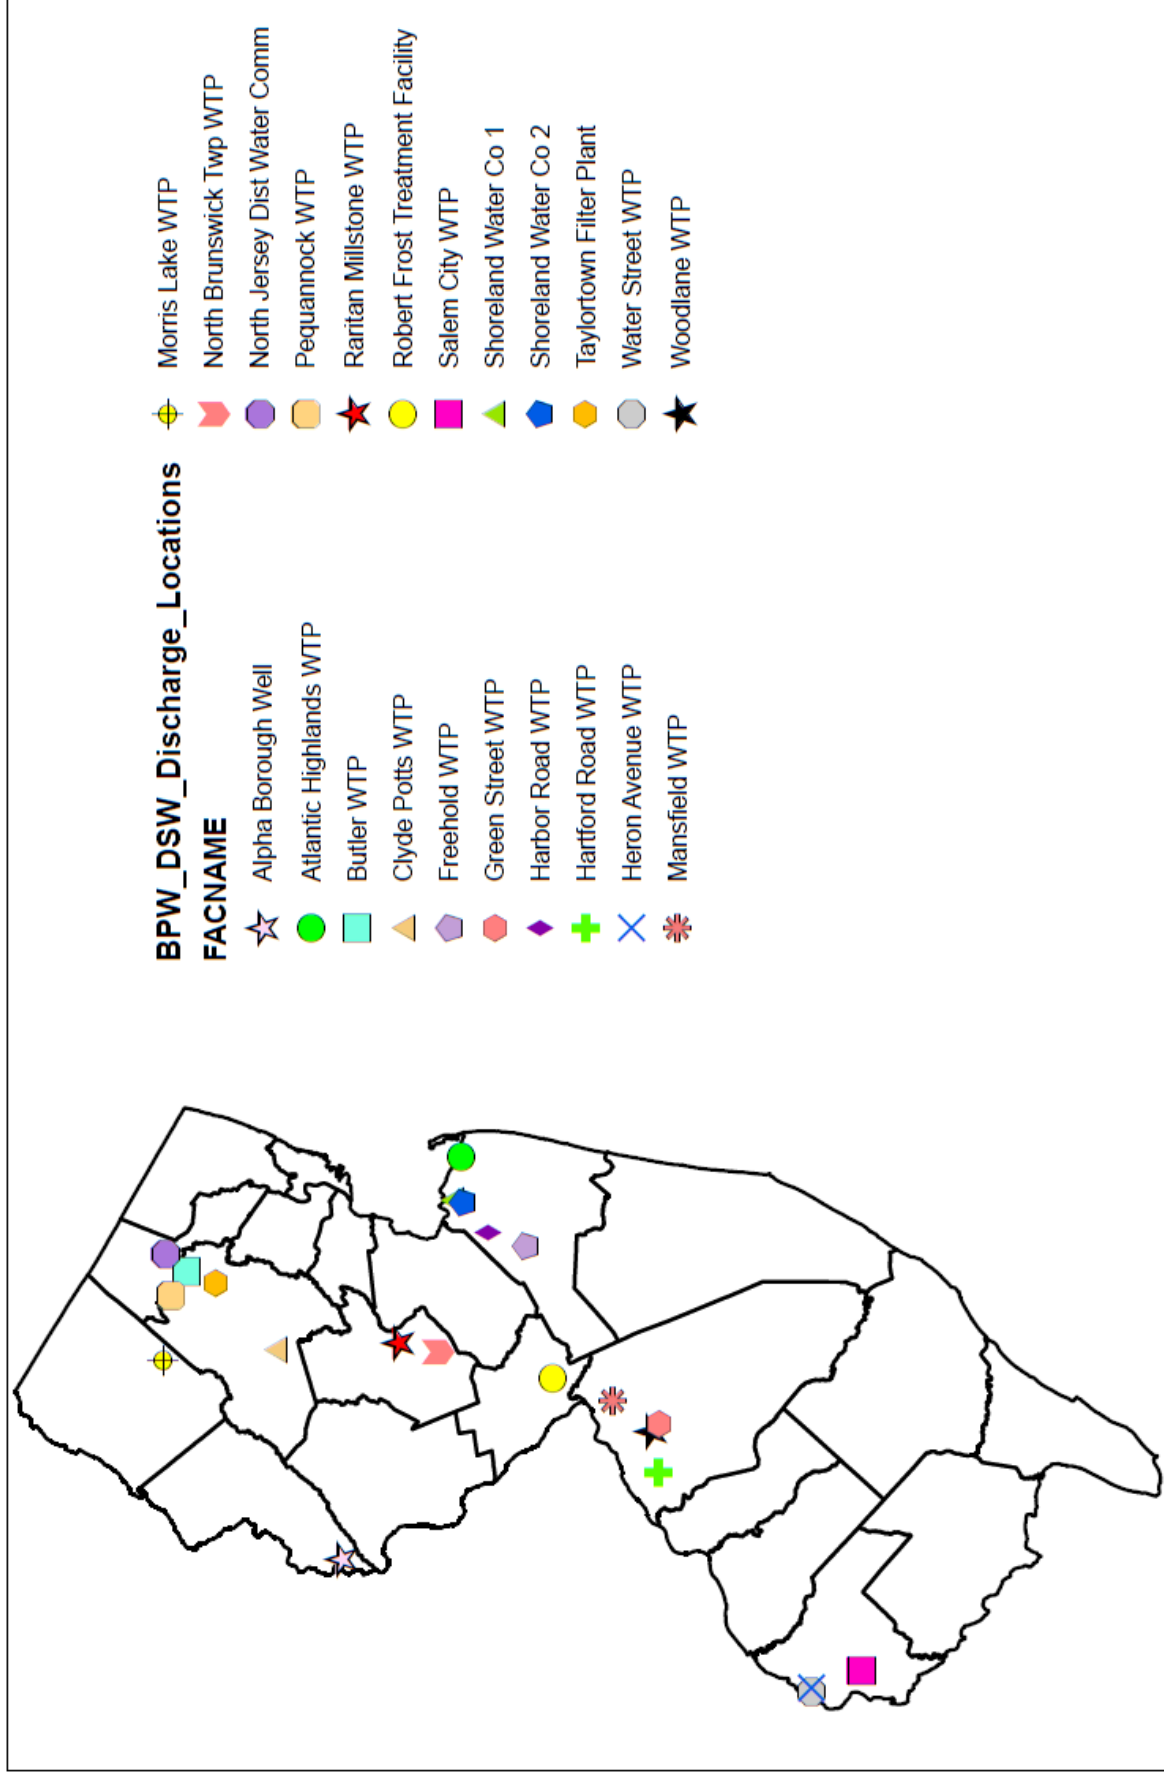 BPW_DSW_Discharge_Locations
FACNAME
Alpha Borough Well
Atlantic Highlands WTP
Butler WTP
Clyde Potts WTP
Freehold WTP
Green Street WTP
Harbor Road WTP
Hartford Road WTP
Heron Avenue WTP
Mansfield WTP
Morris Lake WTP
North Brunswick Twp WTP
North Jersey Dist Water Comm
Pequannock WTP
Raritan Millstone WTP
Robert Frost Treatment Facility
Salem City WTP
Shoreland Water Co 1
Shoreland Water Co 2
Taylortown Filter Plant
Water Street WTP
Woodlane WTP